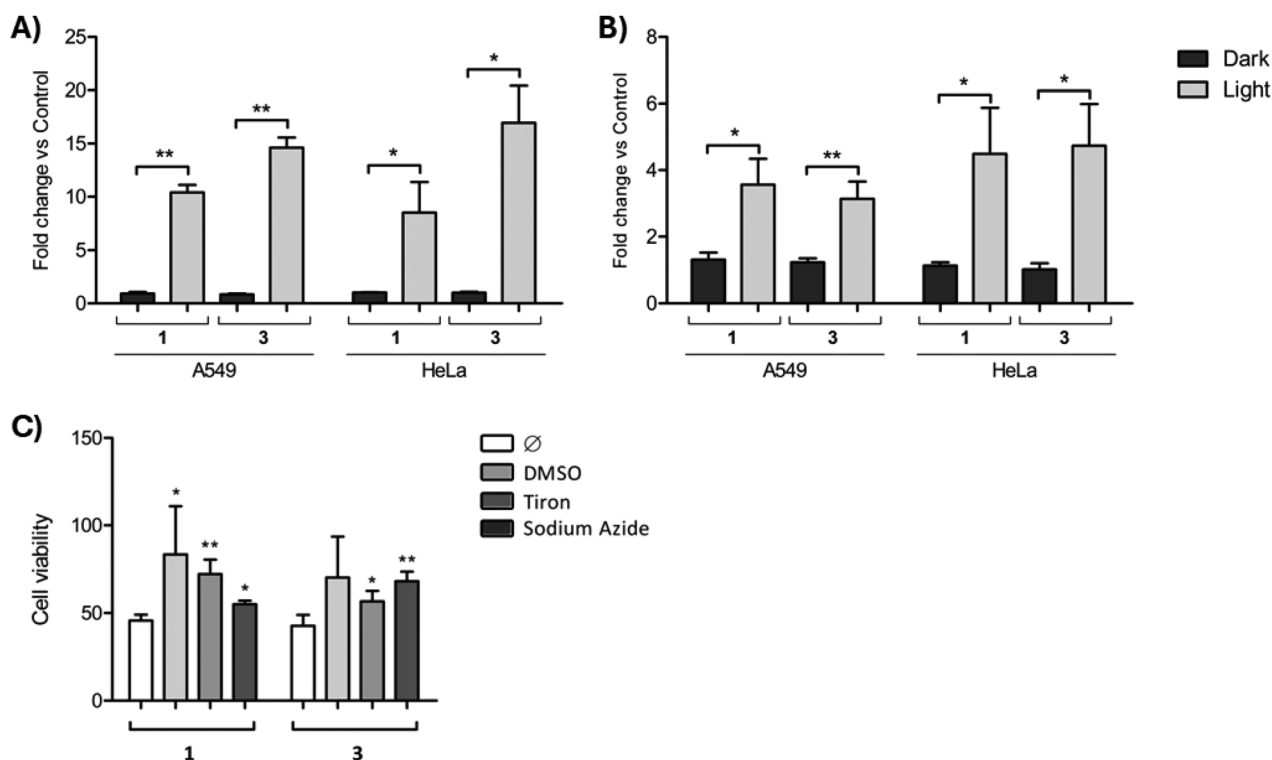 A)
Fold change vs Control
25
20
15
10
5
0
**
**
*
*
1
3
1
3
A549
HeLa
B)
Fold change vs Control
8
6
4
2
0
*
**
*
*
1
3
1
3
A549
HeLa
Dark
Light
C)
Cell viability
150
100
50
0
*
**
*
*
**
1
3
∅
DMSO
Tiron
Sodium Azide